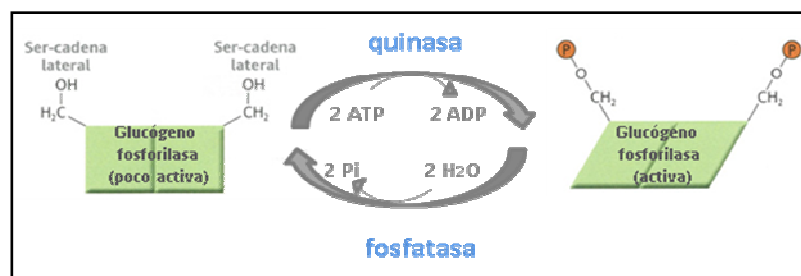 Ser-cadena
lateral
OH
H₂C
Ser-cadena
lateral
OH
CH₂
Glucógeno
fosforilasa
(poco activa)
quinasa
2 ATP
2 ADP
2 Pi
2 H₂O
fosfatasa
P
O
CH₂
P
O
CH₂
Glucógeno
fosforilasa
(activa)